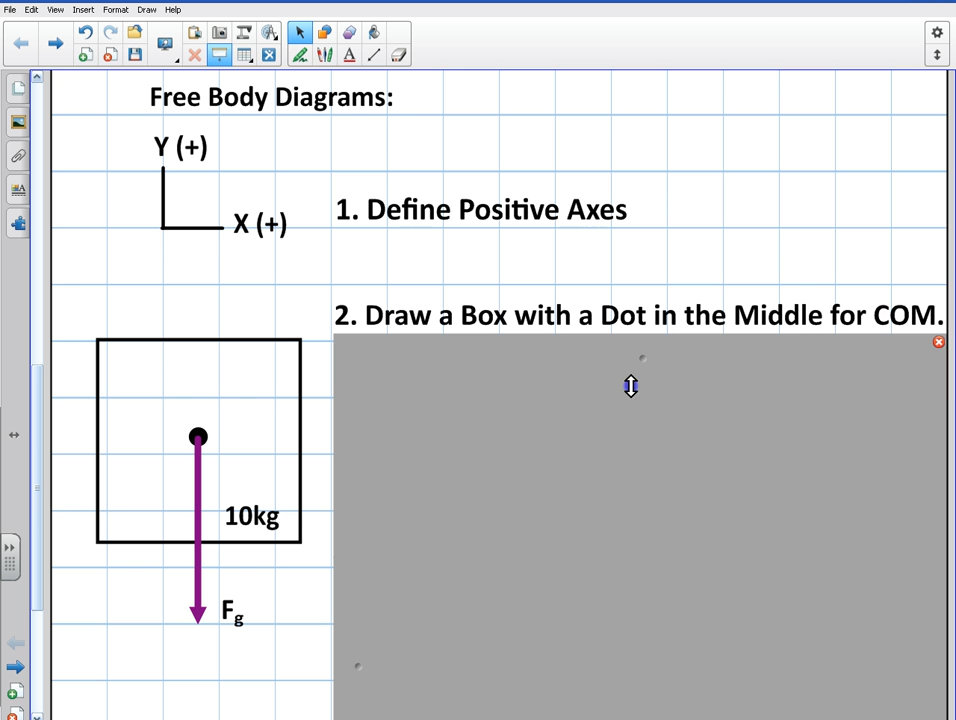 File Edit View Insert Format Draw Help
Free Body Diagrams:
Y (+)
X (+)
1. Define Positive Axes
2. Draw a Box with a Dot in the Middle for COM.
10kg
Fg